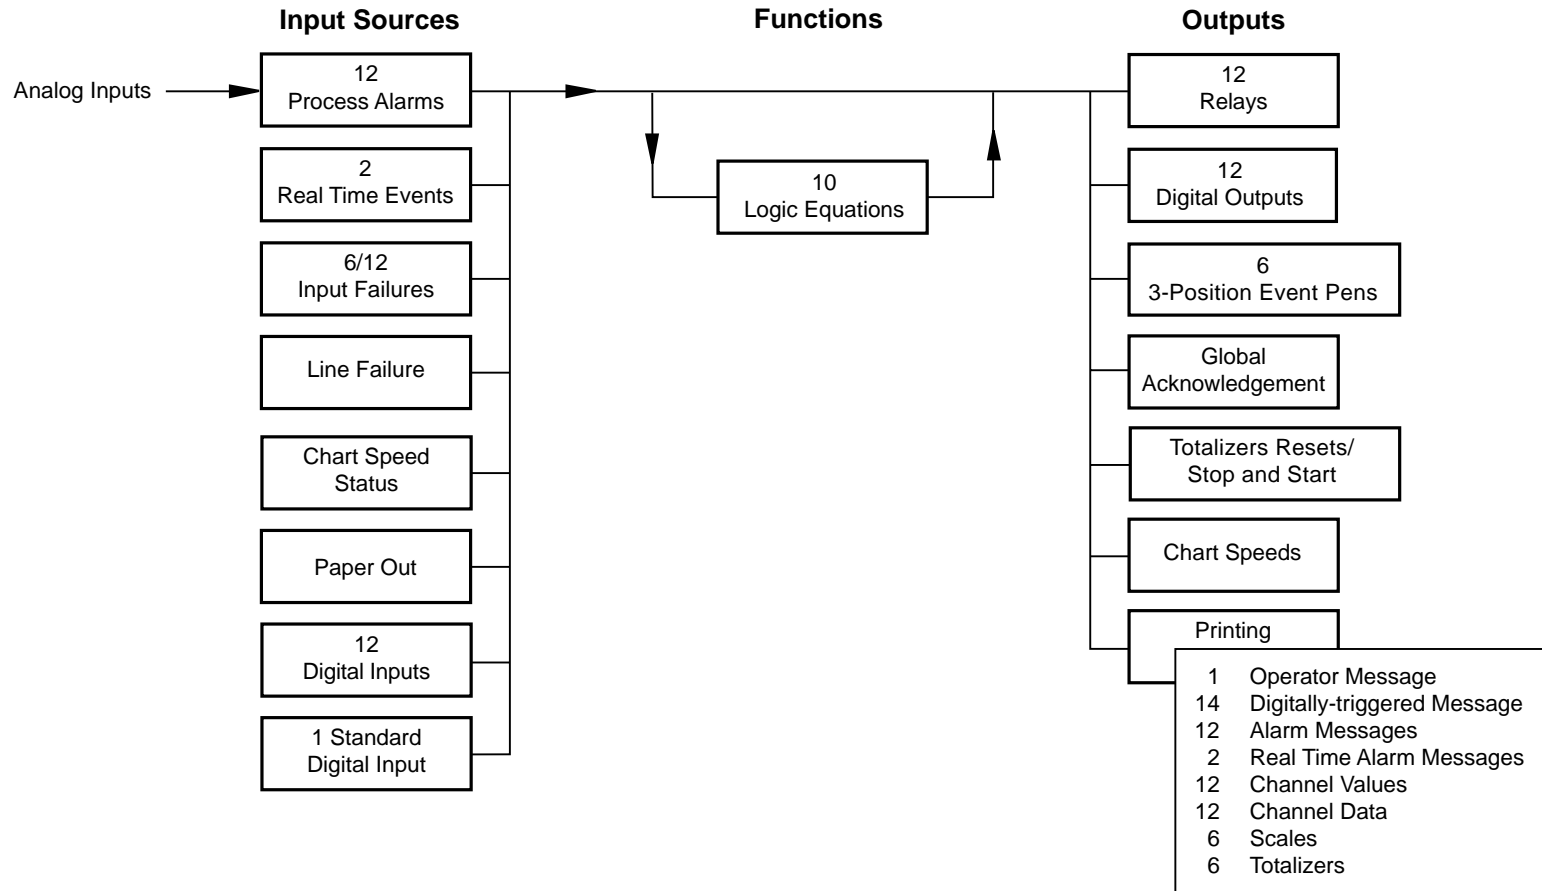 Input Sources
Functions
Outputs
Analog Inputs
12
Process Alarms
2
Real Time Events
6/12
Input Failures
Line Failure
Chart Speed
Status
Paper Out
12
Digital Inputs
1 Standard
Digital Input
10
Logic Equations
12
Relays
12
Digital Outputs
6
3-Position Event Pens
Global
Acknowledgement
Totalizers Resets/
Stop and Start
Chart Speeds
Printing
1 Operator Message
14 Digitally-triggered Message
12 Alarm Messages
2 Real Time Alarm Messages
12 Channel Values
12 Channel Data
6 Scales
6 Totalizers